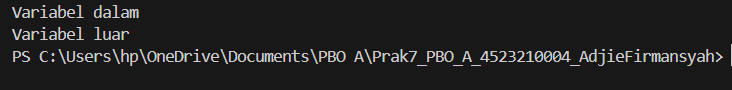 Variabel dalam
Variabel luar
PS C:\Users\hp\OneDrive\Documents\PBO A\Prak7_PBO_A_4523210004_AdjieFirmansyah>